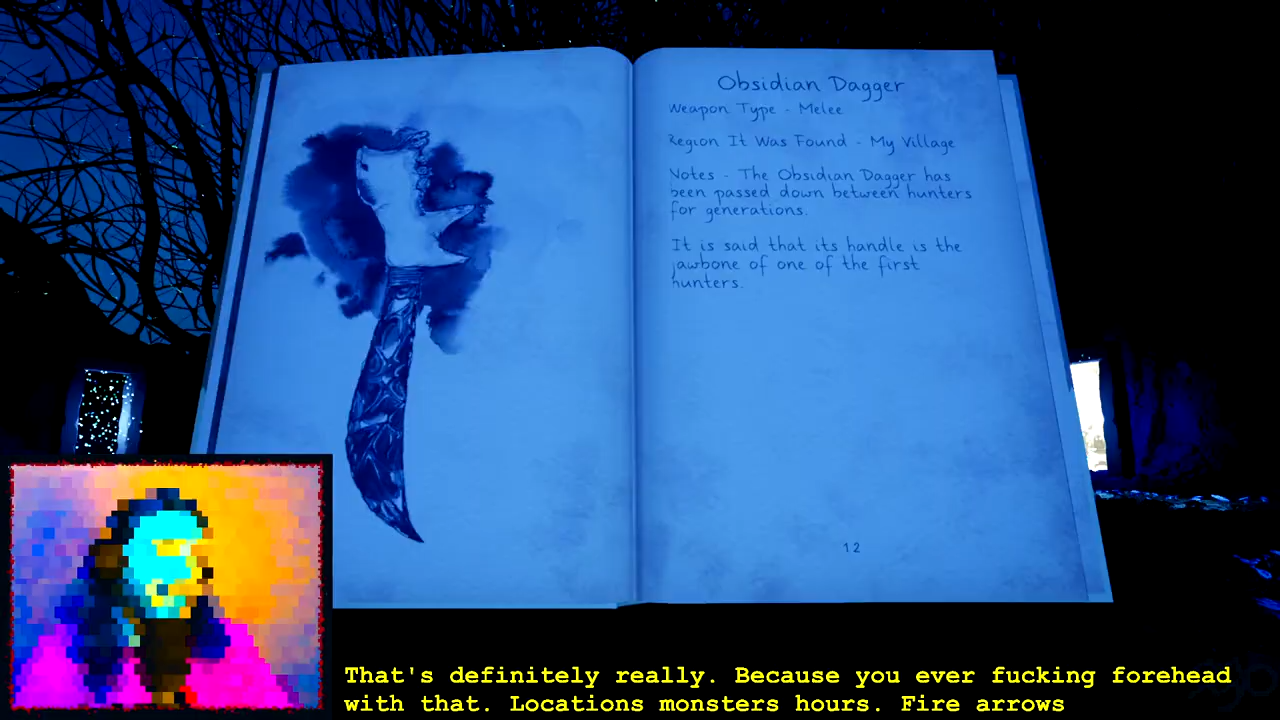 Obsidian Dagger
Weapon Type - Melee
Region It Was Found - My Village
Notes - The Obsidian Dagger has
been passed down between hunters
for generations.
It is said that its handle is the
jawbone of one of the first
hunters.
12
That's definitely really. Because you ever fucking forehead
with that. Locations monsters hours. Fire arrows